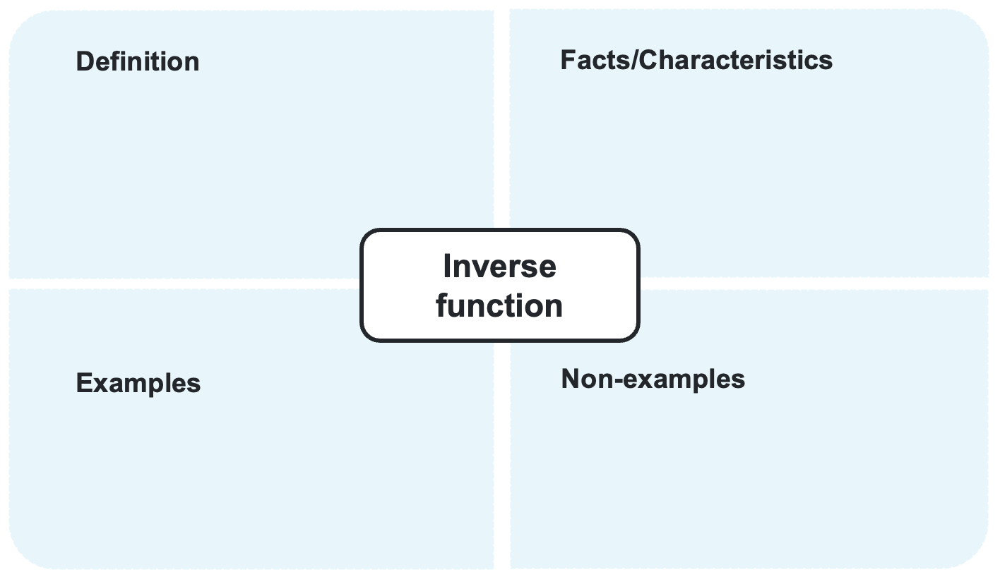 Definition
Facts/Characteristics
Inverse
function
Examples
Non-examples